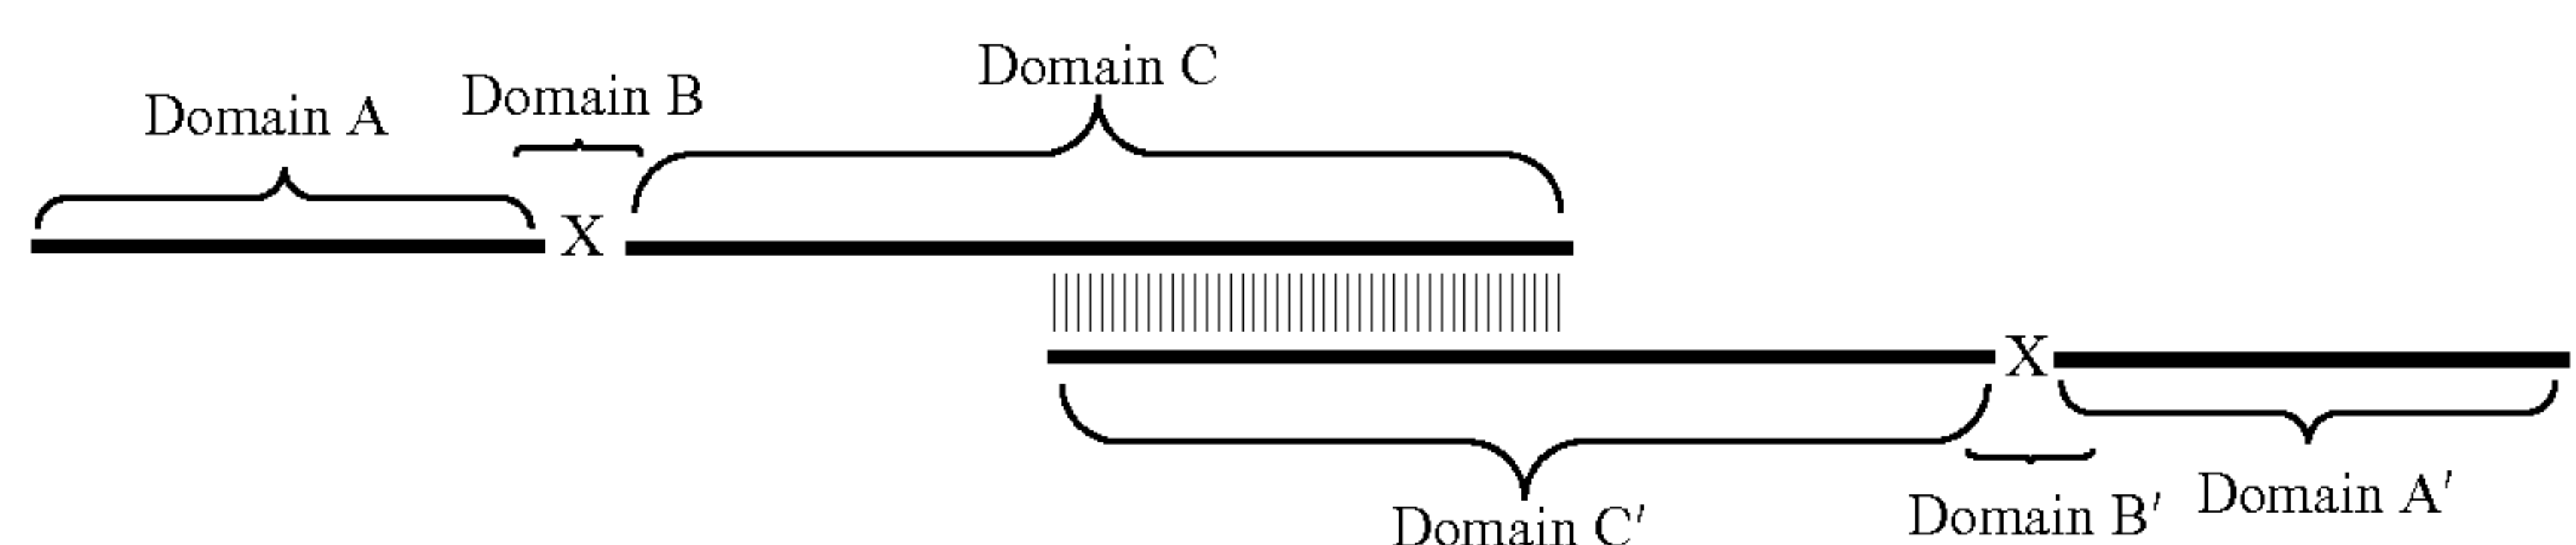 Domain A
Domain B
Domain C
X
X
Domain C′
Domain B′
Domain A′